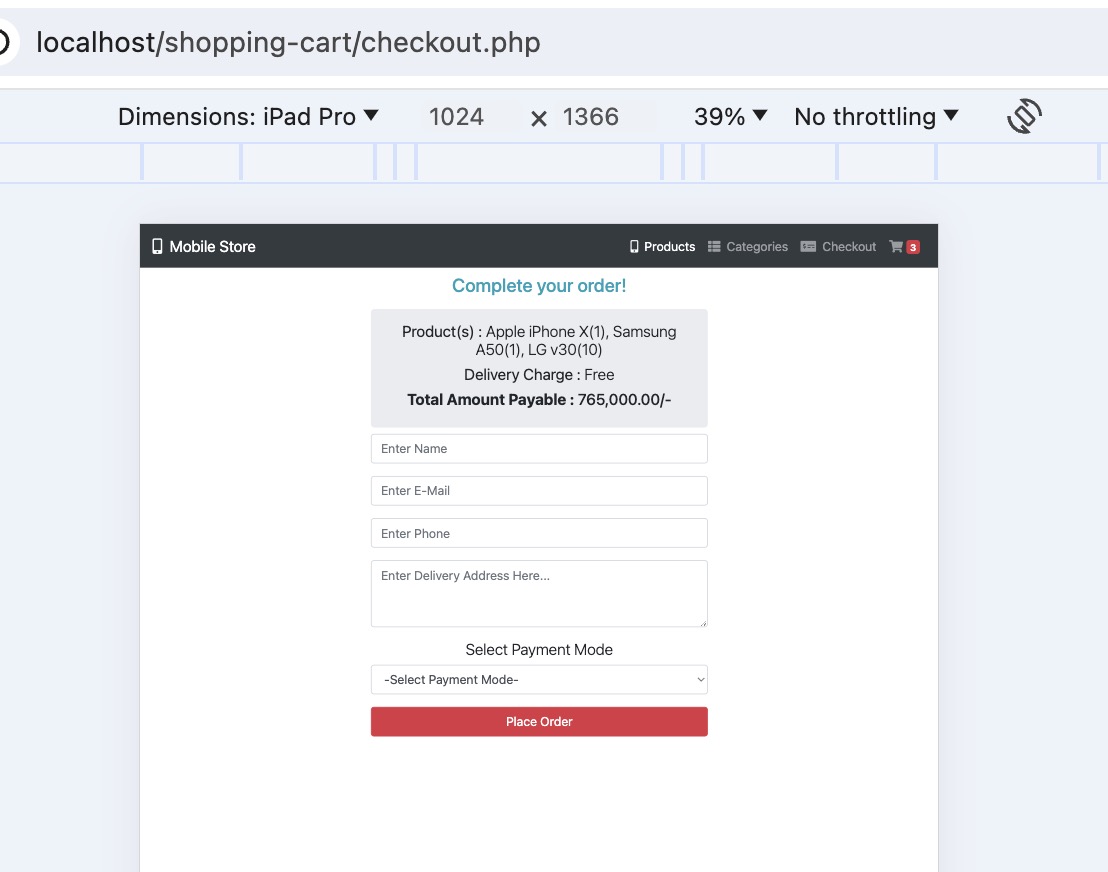 localhost/shopping-cart/checkout.php
Dimensions: iPad Pro 1024 × 1366 39% No throttling
Mobile Store Products Categories Checkout 3
Complete your order!
Product(s) : Apple iPhone X(1), Samsung
A50(1), LG v30(10)
Delivery Charge : Free
Total Amount Payable : 765,000.00/-
Enter Name
Enter E-Mail
Enter Phone
Enter Delivery Address Here...
Select Payment Mode
-Select Payment Mode-
Place Order